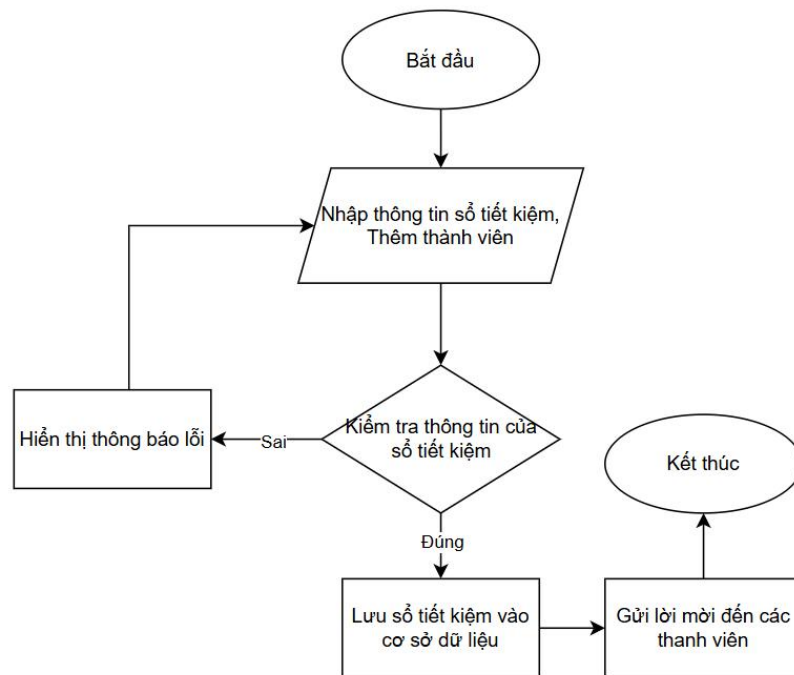 Bắt đầu
Nhập thông tin sổ tiết kiệm,
Thêm thành viên
Kiểm tra thông tin của
sổ tiết kiệm
Sai
Hiển thị thông báo lỗi
Đúng
Lưu sổ tiết kiệm vào
cơ sở dữ liệu
Gửi lời mời đến các
thanh viên
Kết thúc